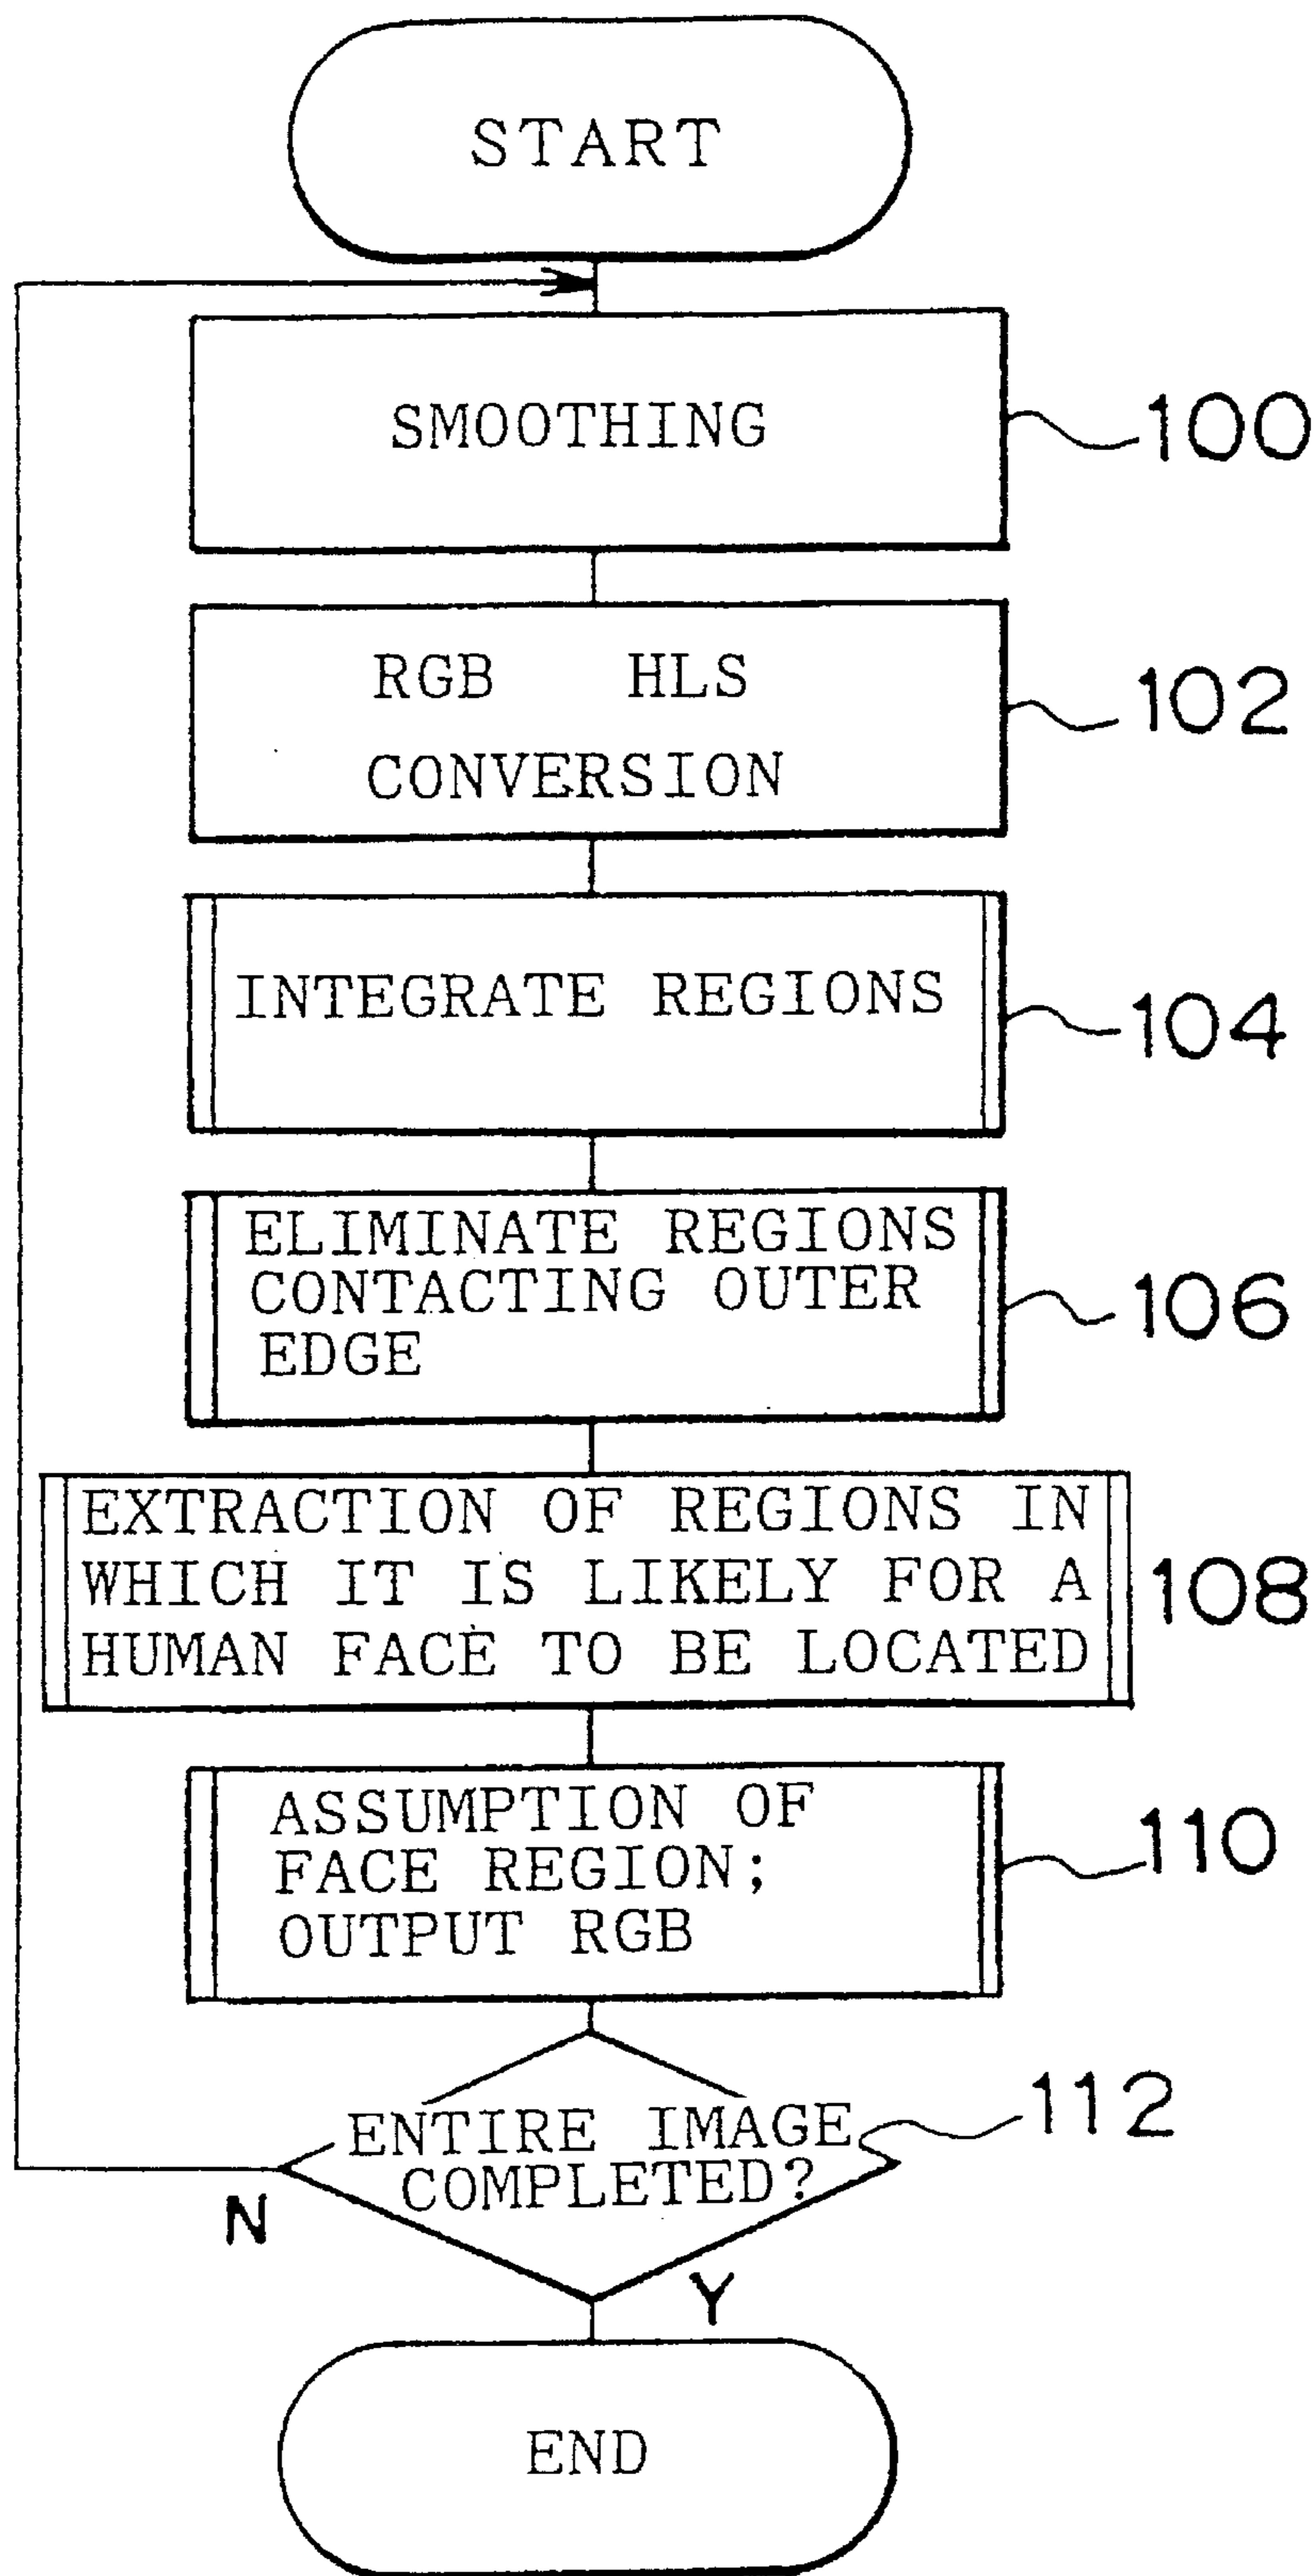 START
SMOOTHING
100
RGB HLS
CONVERSION
102
INTEGRATE REGIONS
104
ELIMINATE REGIONS
CONTACTING OUTER
EDGE
106
EXTRACTION OF REGIONS IN
WHICH IT IS LIKELY FOR A
HUMAN FACE TO BE LOCATED
108
ASSUMPTION OF
FACE REGION;
OUTPUT RGB
110
ENTIRE IMAGE
COMPLETED?
112
N
Y
END